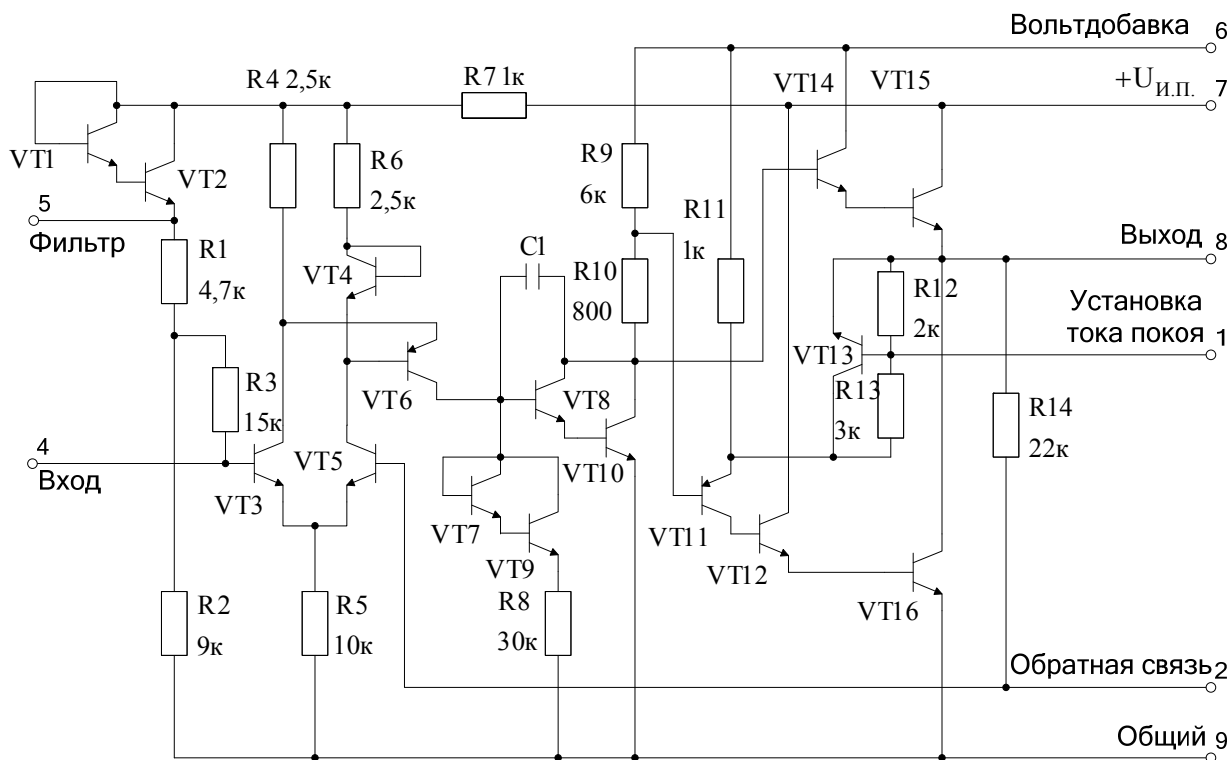 Вольтдобавка 6
R4 2,5к
R7 1к
VT14
VT15
+U И.П. 7
VT1
VT2
R6
2,5к
R9
6к
5
Фильтр
R11
1к
R1
4,7к
VT4
C1
R10
800
Выход 8
R12
2к
Установка
тока покоя 1
VT13
R3
15к
VT6
VT8
R13
3к
R14
22к
4
Вход
VT3
VT5
VT10
VT7
VT9
VT11
VT12
VT16
R2
9к
R5
10к
R8
30к
Обратная связь 2
Общий 9